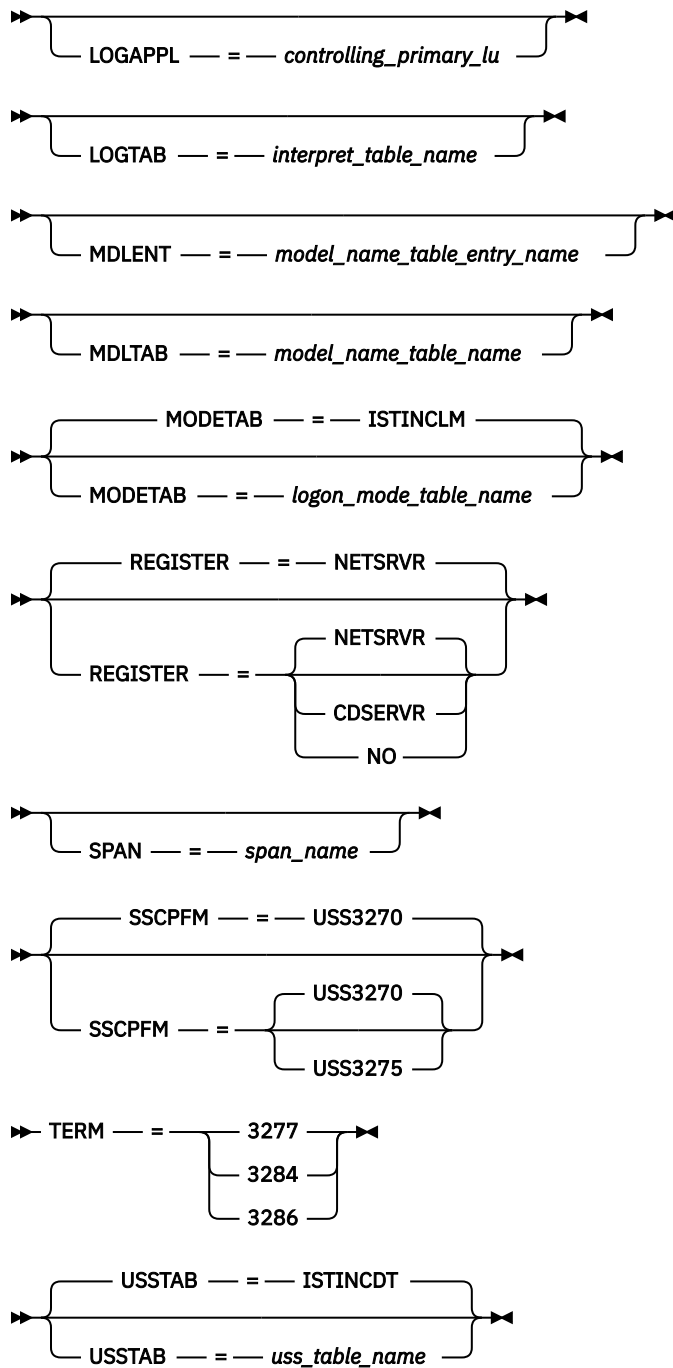 LOGAPPL = controlling_primary_lu
LOGTAB = interpret_table_name
MDLENT = model_name_table_entry_name
MDLTAB = model_name_table_name
MODETAB = ISTINCLM
MODETAB = logon_mode_table_name
REGISTER = NETSRVR
NETSRVR
REGISTER =
CDSERVR
NO
SPAN = span_name
SSCPFM = USS3270
USS3270
SSCPFM =
USS3275
TERM = 3277
3284
3286
USSTAB = ISTINCDT
USSTAB = uss_table_name